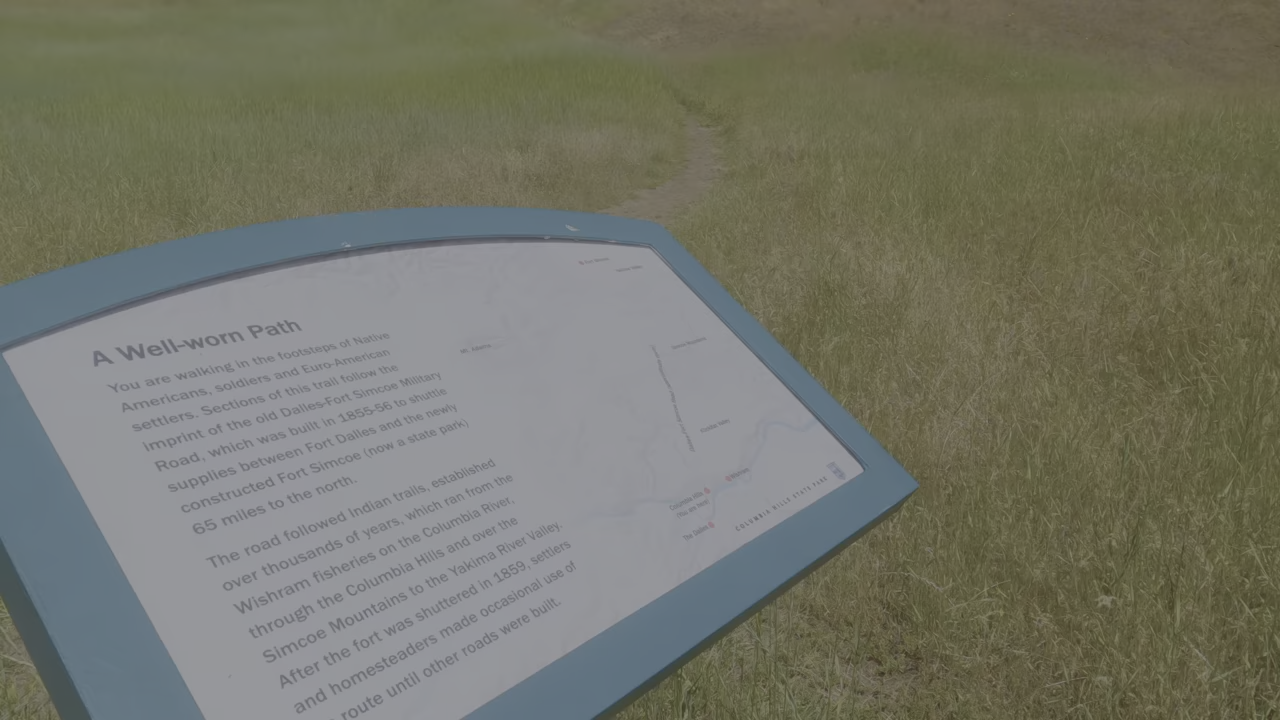 A Well-worn Path
You are walking in the footsteps of Native
Americans, soldiers and Euro-American
settlers. Sections of this trail follow the
imprint of the old Dalles-Fort Simcoe Military
Road, which was built in 1855-56 to shuttle
supplies between Fort Dalles and the newly
constructed Fort Simcoe (now a state park)
65 miles to the north.
The road followed Indian trails, established
over thousands of years, which ran from the
Wishram fisheries on the Columbia River,
through the Columbia Hills and over the
Simcoe Mountains to the Yakima River Valley.
After the fort was shuttered in 1859, settlers
and homesteaders made occasional use of
route until other roads were built.
Mt. Adams
Columbia Hills
(You are here)
The Dalles
Wishram
COLUMBIA HILLS STATE PARK